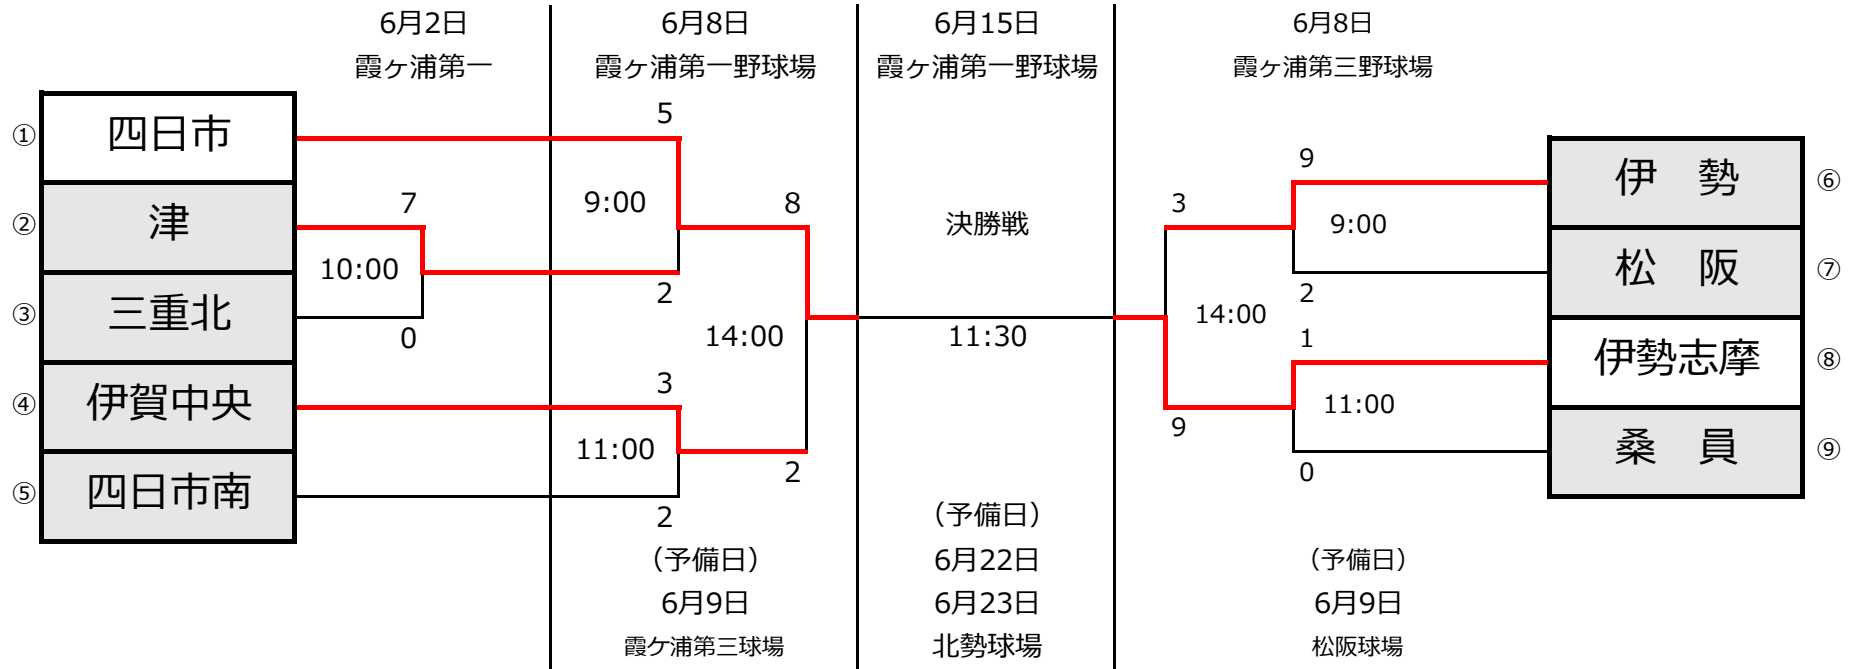 6月2日
霞ヶ浦第一
6月8日
霞ヶ浦第一野球場
6月15日
霞ヶ浦第一野球場
6月8日
霞ヶ浦第三野球場
① 四日市
② 津
③ 三重北
④ 伊賀中央
⑤ 四日市南
7
10:00
0
5
9:00
2
3
11:00
2
8
14:00
2
決勝戦
11:30
3
14:00
9
9
9:00
2
1
11:00
0
伊　勢 ⑥
松　阪 ⑦
伊勢志摩 ⑧
桑　員 ⑨
（予備日）
6月9日
霞ケ浦第三球場
（予備日）
6月22日
6月23日
北勢球場
（予備日）
6月9日
松阪球場